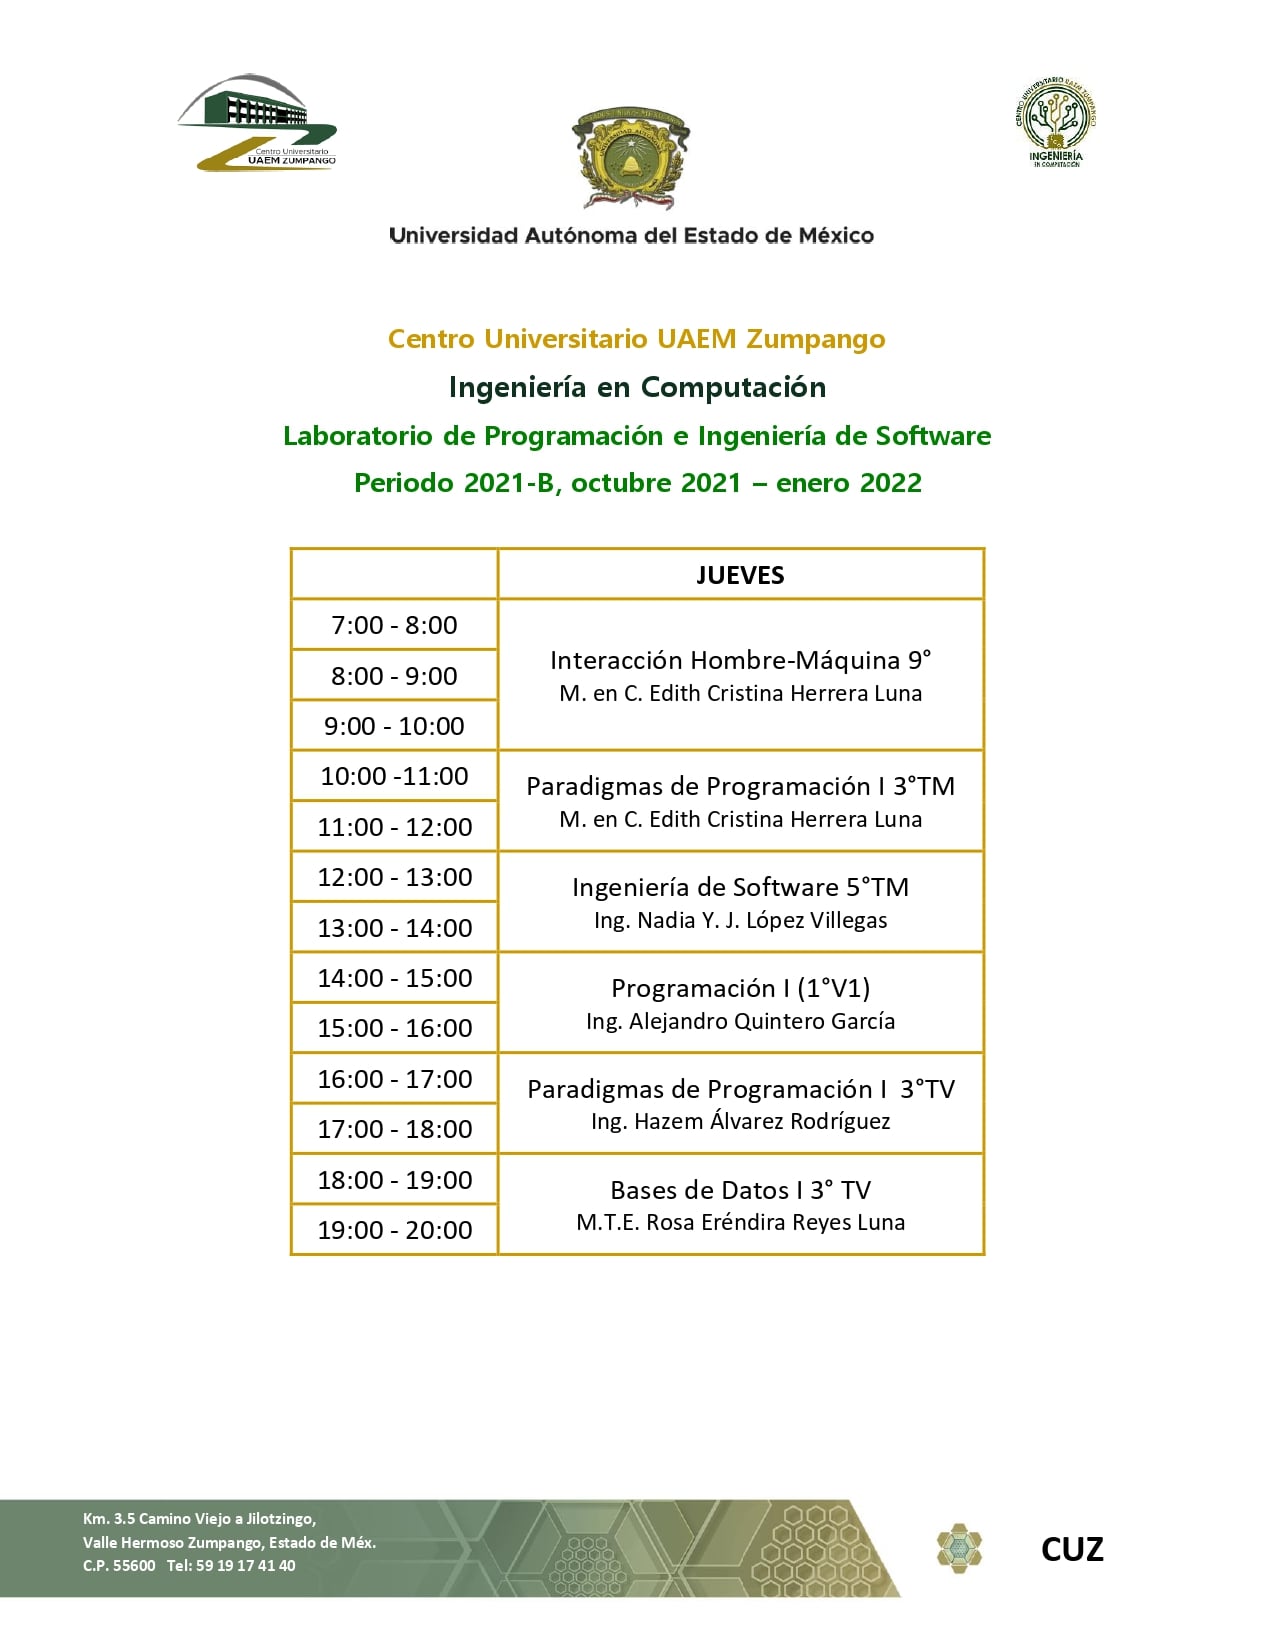 Centro Universitario
UAEM ZUMPANGO
UNIVERSIDAD AUTÓNOMA
CENTRO UNIVERSITARIO UAEM ZUMPANGO
INGENIERÍA
EN COMPUTACIÓN
Universidad Autónoma del Estado de México
Centro Universitario UAEM Zumpango
Ingeniería en Computación
Laboratorio de Programación e Ingeniería de Software
Periodo 2021-B, octubre 2021 – enero 2022
JUEVES
7:00 - 8:00
8:00 - 9:00
9:00 - 10:00
Interacción Hombre-Máquina 9°
M. en C. Edith Cristina Herrera Luna
10:00 -11:00
11:00 - 12:00
Paradigmas de Programación I 3°TM
M. en C. Edith Cristina Herrera Luna
12:00 - 13:00
13:00 - 14:00
Ingeniería de Software 5°TM
Ing. Nadia Y. J. López Villegas
14:00 - 15:00
15:00 - 16:00
Programación I (1°V1)
Ing. Alejandro Quintero García
16:00 - 17:00
17:00 - 18:00
Paradigmas de Programación I  3°TV
Ing. Hazem Álvarez Rodríguez
18:00 - 19:00
19:00 - 20:00
Bases de Datos I 3° TV
M.T.E. Rosa Eréndira Reyes Luna
Km. 3.5 Camino Viejo a Jilotzingo,
Valle Hermoso Zumpango, Estado de Méx.
C.P. 55600   Tel: 59 19 17 41 40
CUZ